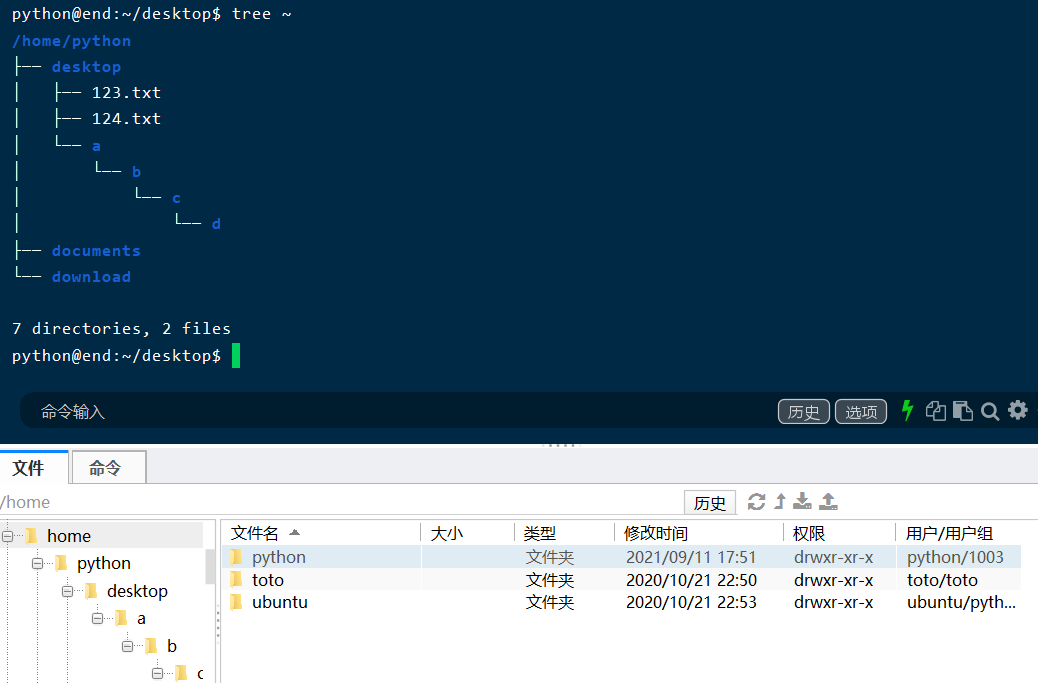 python@end:~/desktop$ tree ~
/home/python
├── desktop
│   ├── 123.txt
│   ├── 124.txt
│   └── a
│       └── b
│           └── c
│               └── d
├── documents
└── download
7 directories, 2 files
python@end:~/desktop$
命令输入 历史 选项
文件 命令
/home 历史
文件名 大小 类型 修改时间 权限 用户/用户组
home
python
desktop
a
b
c
python 文件夹 2021/09/11 17:51 drwxr-xr-x python/1003
toto 文件夹 2020/10/21 22:50 drwxr-xr-x toto/toto
ubuntu 文件夹 2020/10/21 22:53 drwxr-xr-x ubuntu/pyth...